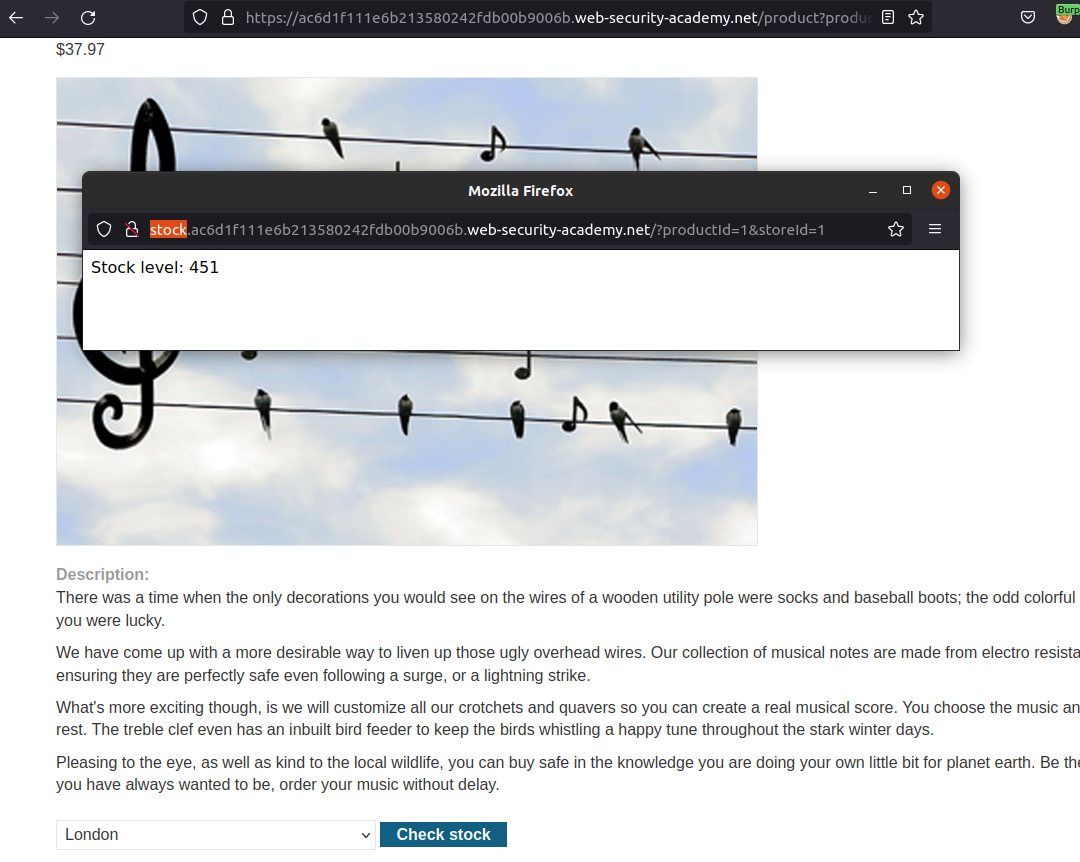 https://ac6d1f111e6b213580242fdb00b9006b.web-security-academy.net/product?produc
Burp
$37.97
Mozilla Firefox
stock.ac6d1f111e6b213580242fdb00b9006b.web-security-academy.net/?productId=1&storeId=1
Stock level: 451
Description:
There was a time when the only decorations you would see on the wires of a wooden utility pole were socks and baseball boots; the odd colorful
you were lucky.
We have come up with a more desirable way to liven up those ugly overhead wires. Our collection of musical notes are made from electro resista
ensuring they are perfectly safe even following a surge, or a lightning strike.
What's more exciting though, is we will customize all our crotchets and quavers so you can create a real musical score. You choose the music an
rest. The treble clef even has an inbuilt bird feeder to keep the birds whistling a happy tune throughout the stark winter days.
Pleasing to the eye, as well as kind to the local wildlife, you can buy safe in the knowledge you are doing your own little bit for planet earth. Be the
you have always wanted to be, order your music without delay.
London
Check stock